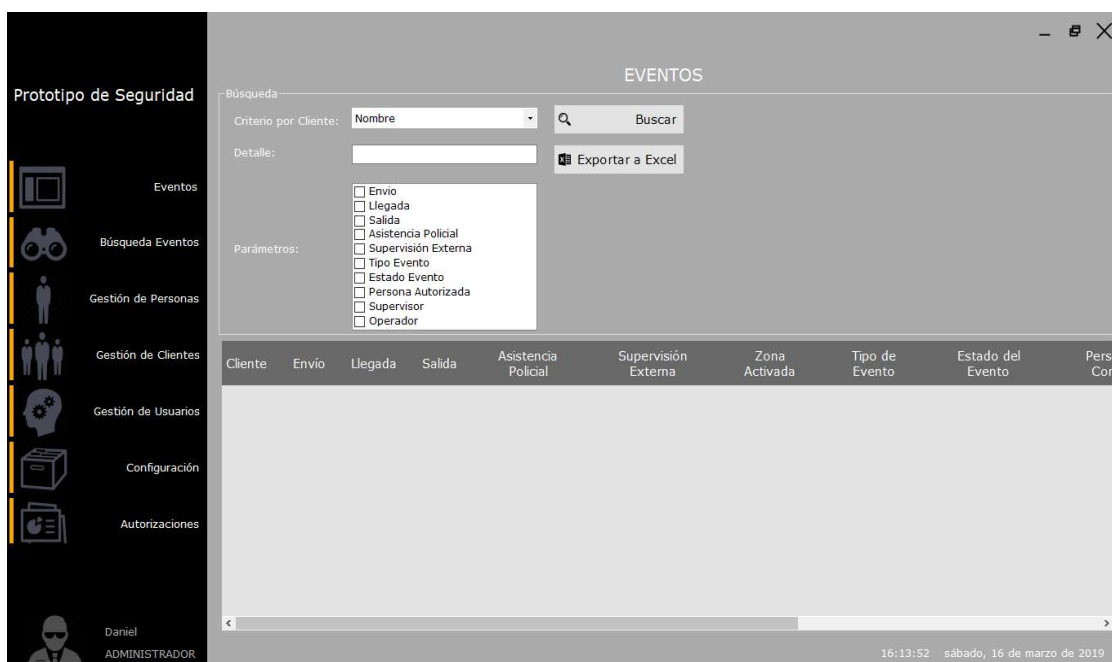 Prototipo de Seguridad
Eventos
Búsqueda Eventos
Gestión de Personas
Gestión de Clientes
Gestión de Usuarios
Configuración
Autorizaciones
Daniel
ADMINISTRADOR
EVENTOS
Búsqueda
Criterio por Cliente:
Nombre
Buscar
Detalle:
Exportar a Excel
Parámetros:
Envio
Llegada
Salida
Asistencia Policial
Supervisión Externa
Tipo Evento
Estado Evento
Persona Autorizada
Supervisor
Operador
Cliente
Envío
Llegada
Salida
Asistencia
Policial
Supervisión
Externa
Zona
Activada
Tipo de
Evento
Estado del
Evento
Pers
Cor
16:13:52 sábado, 16 de marzo de 2019